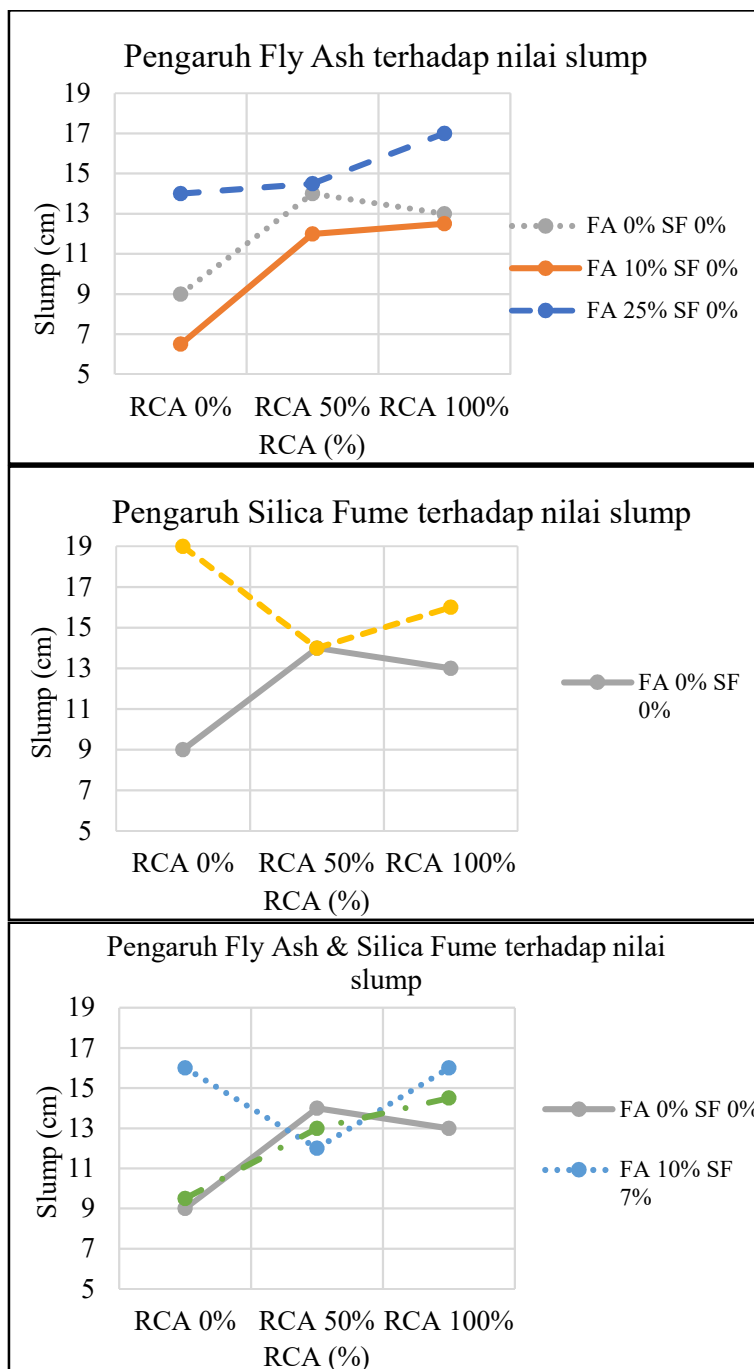 Pengaruh Fly Ash terhadap nilai slump
19
17
15
13
11
9
7
5
Slump (cm)
RCA 0% RCA 50% RCA 100%
RCA (%)
FA 0% SF 0%
FA 10% SF 0%
FA 25% SF 0%
Pengaruh Silica Fume terhadap nilai slump
19
17
15
13
11
9
7
5
Slump (cm)
RCA 0% RCA 50% RCA 100%
RCA (%)
FA 0% SF
0%
Pengaruh Fly Ash & Silica Fume terhadap nilai
slump
19
17
15
13
11
9
7
5
Slump (cm)
RCA 0% RCA 50% RCA 100%
RCA (%)
FA 0% SF 0%
FA 10% SF
7%